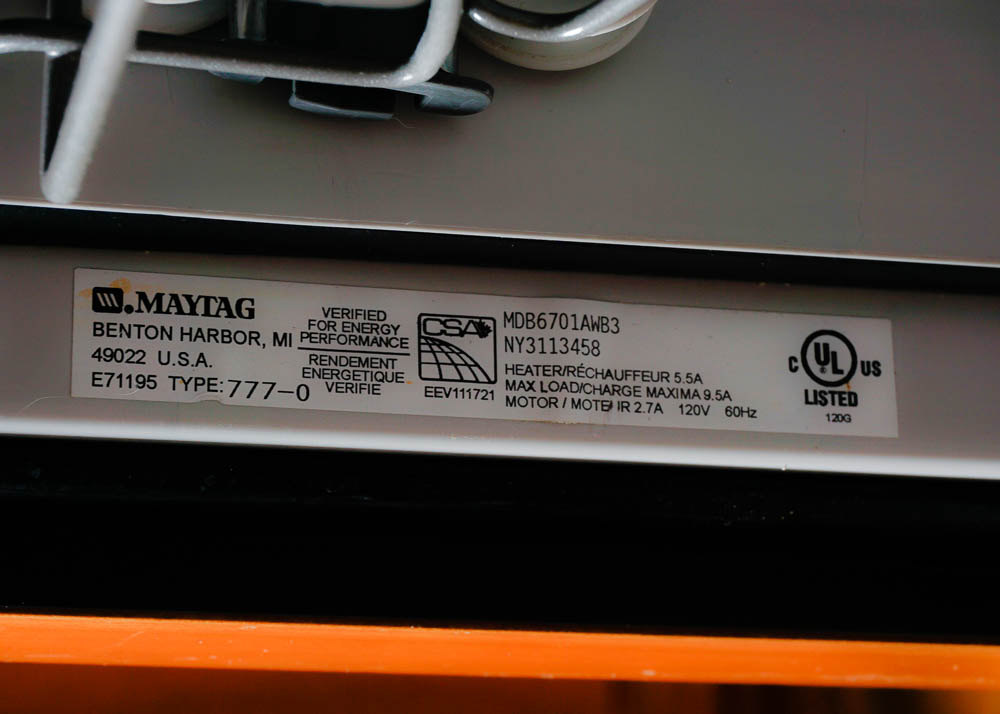 MAYTAG
BENTON HARBOR, MI
49022 U.S.A.
E71195 TYPE: 777-0
VERIFIED
FOR ENERGY
PERFORMANCE
RENDEMENT
ENERGETIQUE
VERIFIE
CSA
EEV111721
MDB6701AWB3
NY3113458
HEATER/RÉCHAUFFEUR 5.5A
MAX LOAD/CHARGE MAXIMA 9.5A
MOTOR / 2.7A 120V 60Hz
C UL US
LISTED
120G